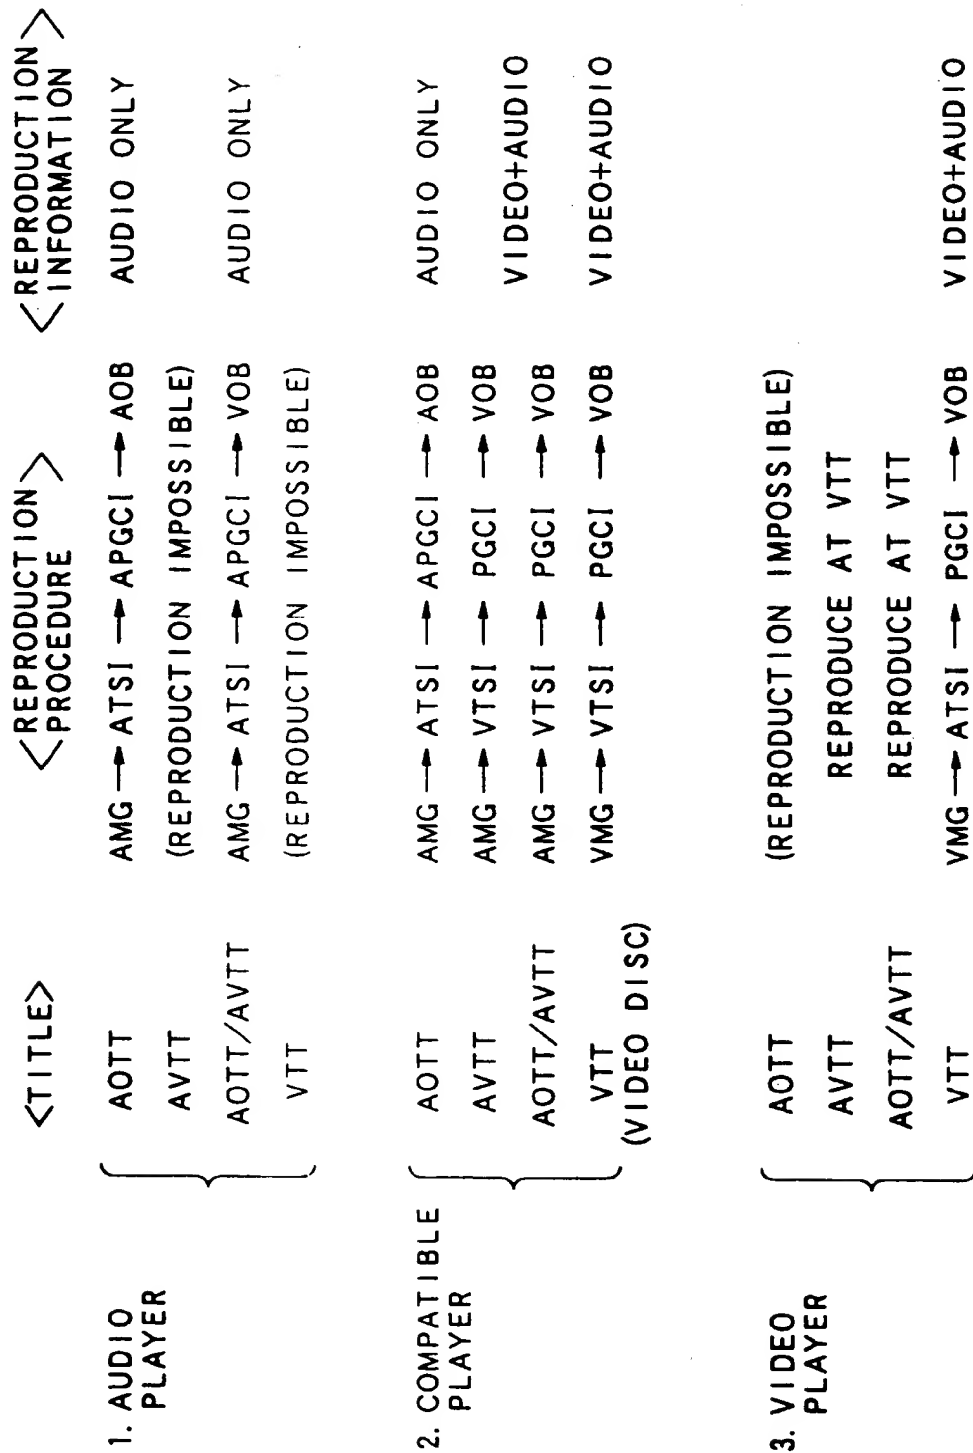 <TITLE> <REPRODUCTION PROCEDURE> <REPRODUCTION INFORMATION>
1. AUDIO PLAYER
AOTT AMG → ATSI → APGCI → AOB AUDIO ONLY
AVTT (REPRODUCTION IMPOSSIBLE)
AOTT/AVTT AMG → ATSI → APGCI → VOB AUDIO ONLY
VTT (REPRODUCTION IMPOSSIBLE)
2. COMPATIBLE PLAYER
AOTT AMG → ATSI → APGCI → AOB AUDIO ONLY
AVTT AMG → VTSI → PGCI → VOB
VIDEO+AUDIO
AOTT/AVTT AMG → VTSI → PGCI → VOB
VTT VMG → VTSI → PGCI → VOB VIDEO+AUDIO
(VIDEO DISC)
3. VIDEO PLAYER
AOTT (REPRODUCTION IMPOSSIBLE)
AVTT REPRODUCE AT VTT
AOTT/AVTT REPRODUCE AT VTT
VTT VMG → ATSI → PGCI → VOB VIDEO+AUDIO